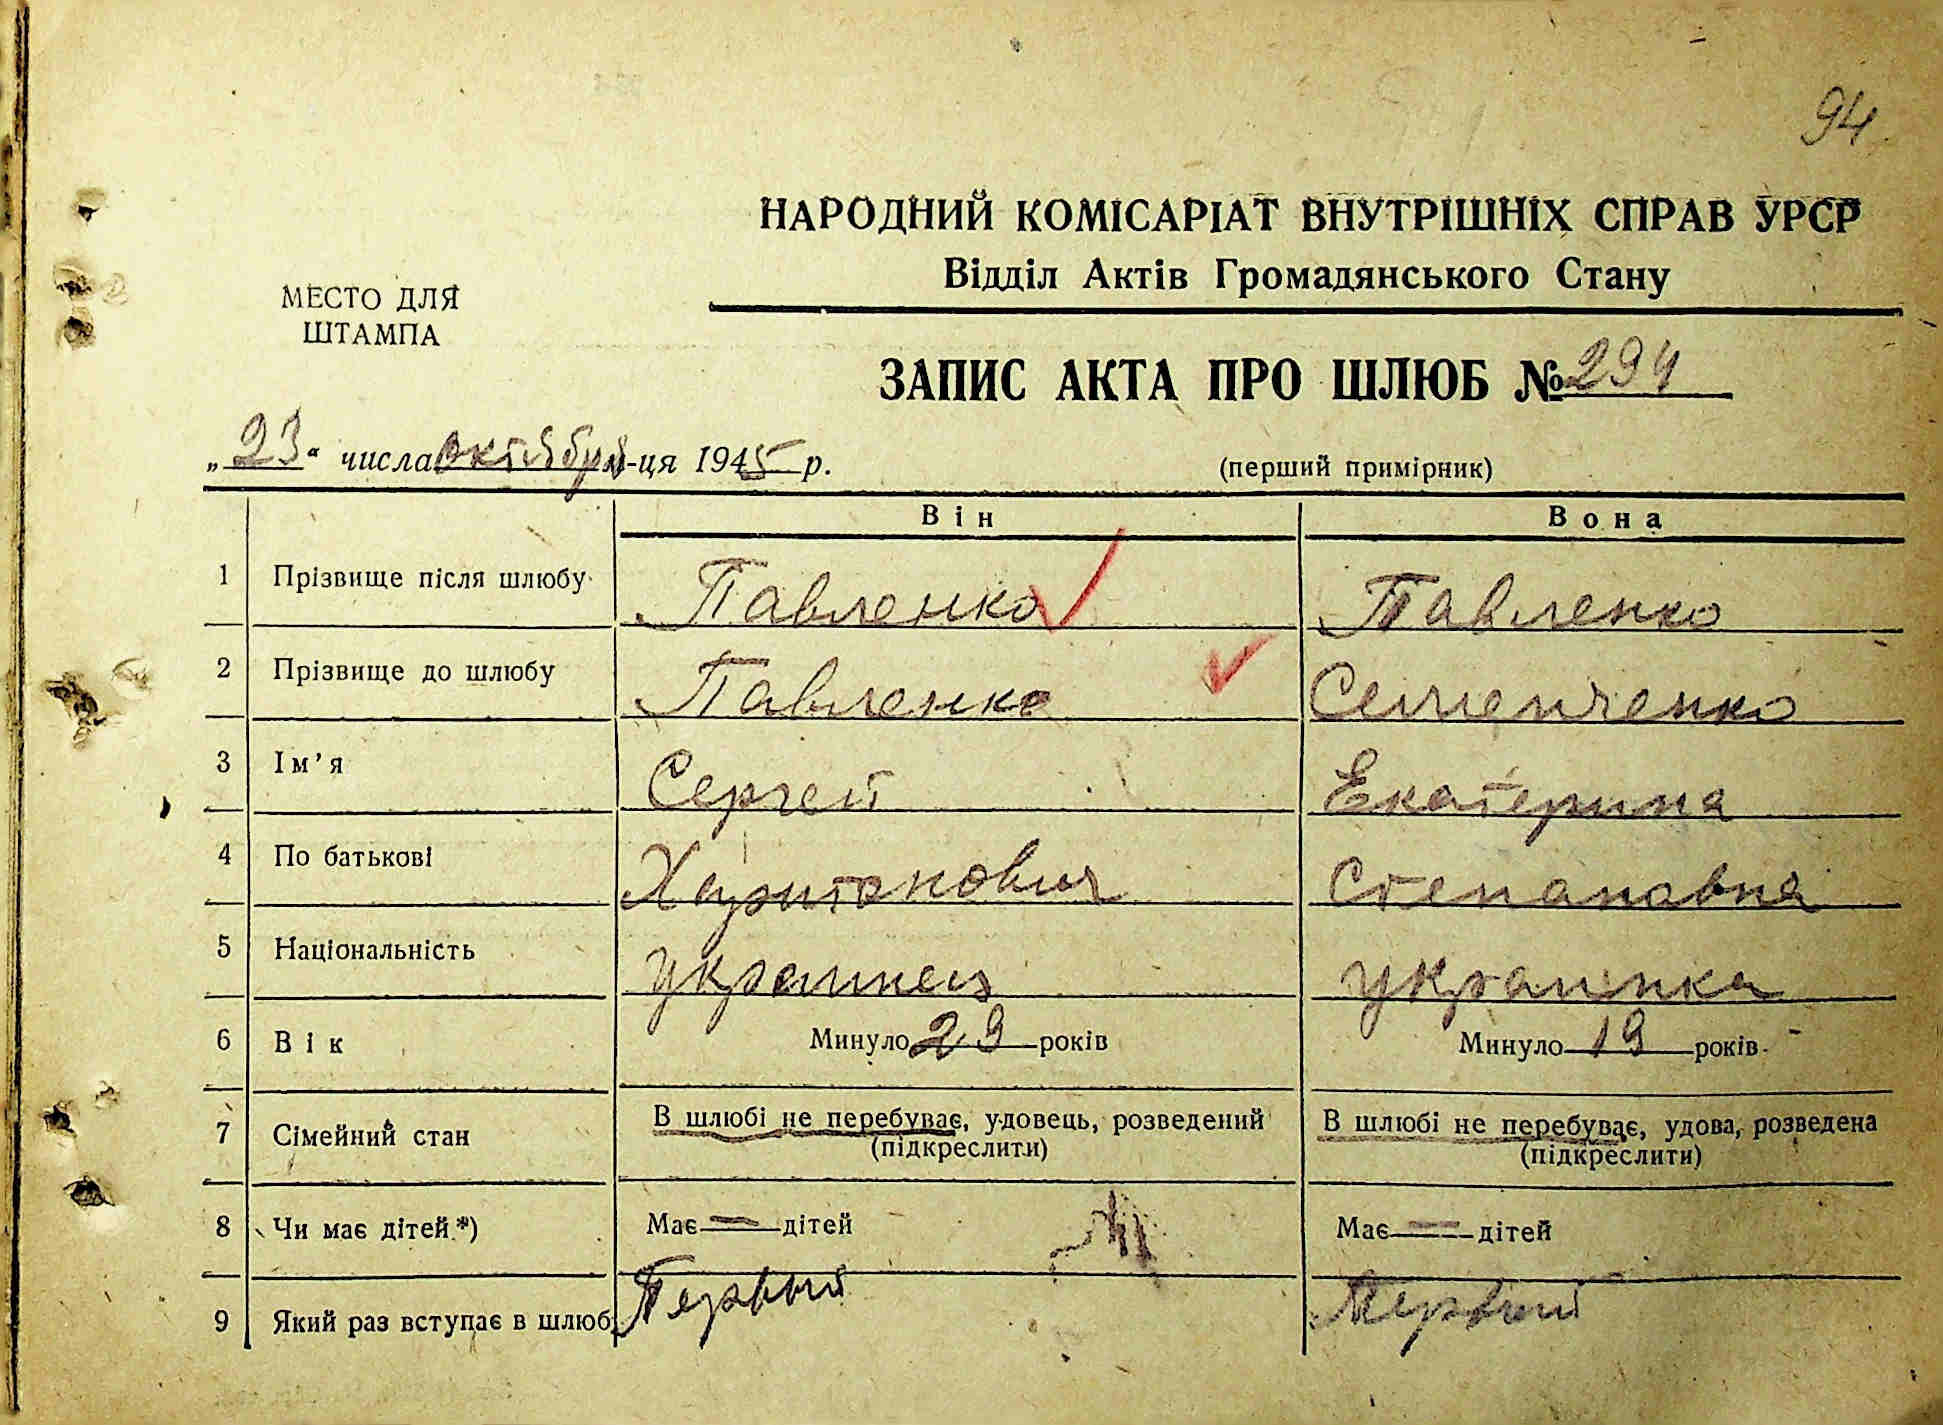 94
НАРОДНИЙ КОМІСАРІАТ ВНУТРІШНІХ СПРАВ УРСР
Відділ Актів Громадянського Стану
МЕСТО ДЛЯ
ШТАМПА
ЗАПИС АКТА ПРО ШЛЮБ № 294
„23“ числа октября м-ця 1945 р.
(перший примірник)
Він Вона
1 Прізвище після шлюбу Павленко Павленко
2 Прізвище до шлюбу Павленко Семенченко
3 Ім’я Сергей Екатерина
4 По батькові Харитонович Степановна
5 Національність украинец украинка
6 Вік Минуло 29 років Минуло 19 років
7 Сімейний стан В шлюбі не перебуває, удовець, розведений В шлюбі не перебуває, удова, розведена
(підкреслити) (підкреслити)
8 Чи має дітей *) Має — дітей Має — дітей
9 Який раз вступає в шлюб Первый Первый